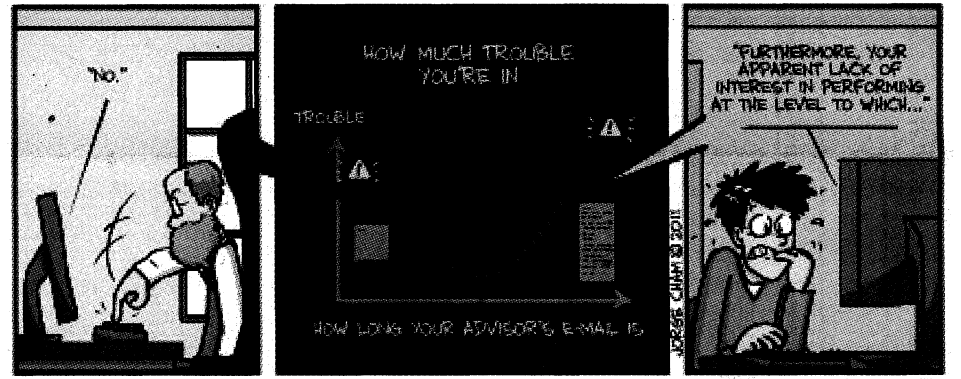 "NO."
HOW MUCH TROUBLE
YOU'RE IN
TROUBLE
HOW LONG YOUR ADVISOR'S E-MAIL IS
JORGE CHAM © 2011
"FURTHERMORE, YOUR
APPARENT LACK OF
INTEREST IN PERFORMING
AT THE LEVEL TO WHICH..."